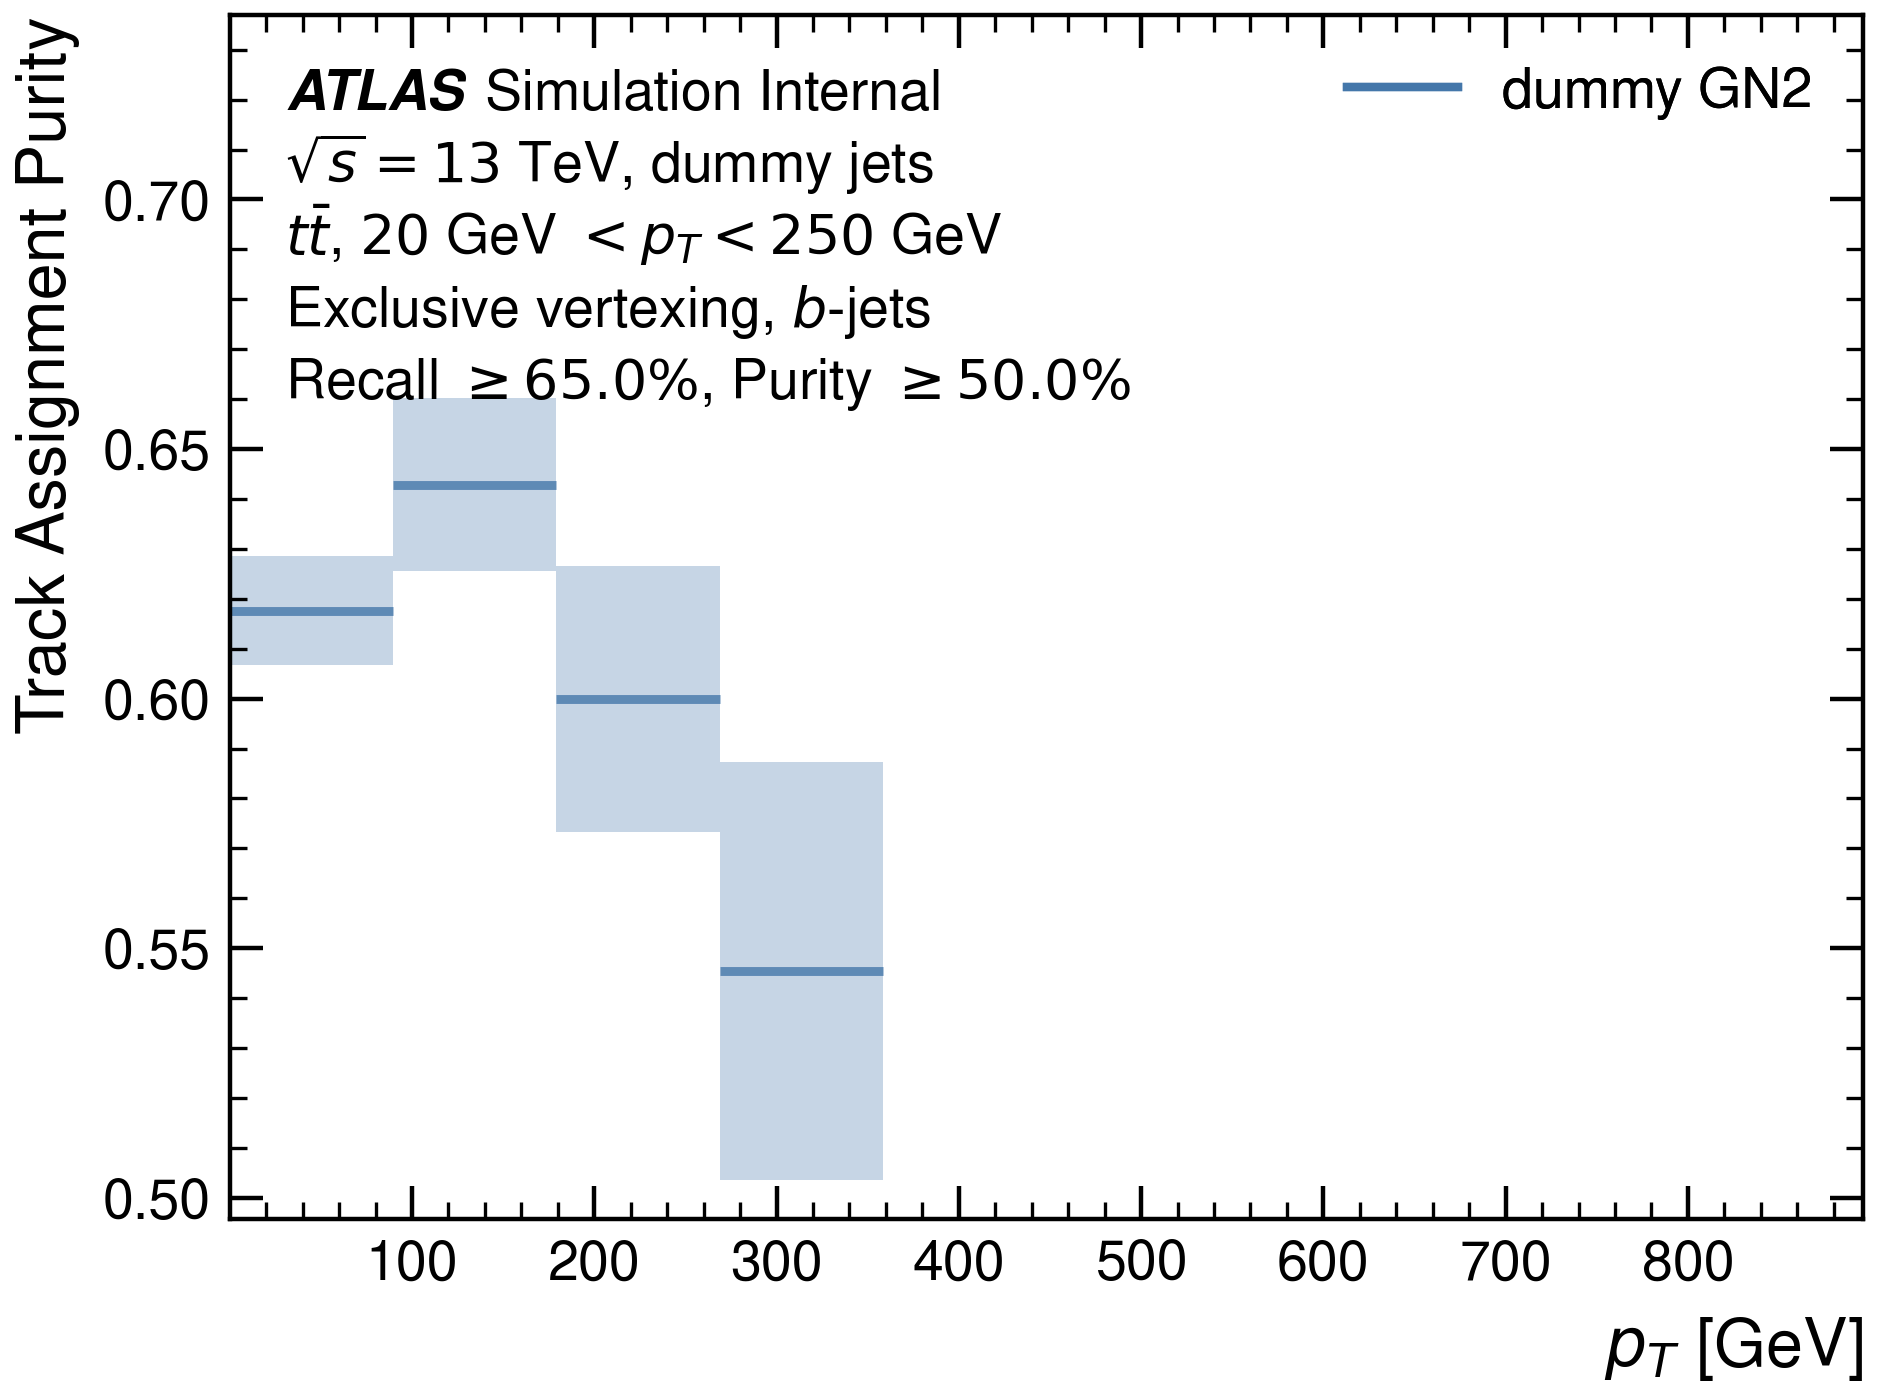 ATLAS Simulation Internal
dummy GN2
√s = 13 TeV, dummy jets
tt̄, 20 GeV < pT < 250 GeV
Exclusive vertexing, b-jets
Recall ≥ 65.0%, Purity ≥ 50.0%
Track Assignment Purity
0.70
0.65
0.60
0.55
0.50
100 200 300 400 500 600 700 800
pT [GeV]